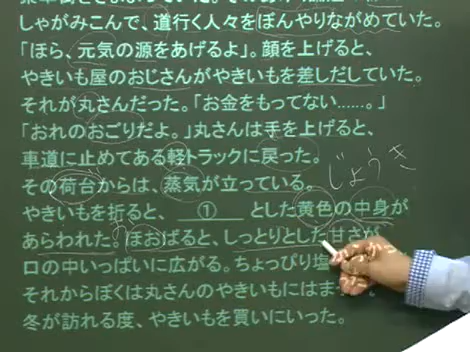 しゃがみこんで、道行く人々をぼんやりながめていた。
「ほら、元気の源をあげるよ」。顔を上げると、
やきいも屋のおじさんがやきいもを差しだしていた。
それが丸さんだった。「お金をもってない……。」
「おれのおごりだよ。」丸さんは手を上げると、
車道に止めてある軽トラックに戻った。
じょうき
その荷台からは、蒸気が立っている。
やきいもを折ると、 ① とした黄色の中身が
あらわれた。ほおばると、しっとりとした甘さが
口の中いっぱいに広がる。ちょっぴり塩
それからぼくは丸さんのやきいもにはま
冬が訪れる度、やきいもを買いにいった。